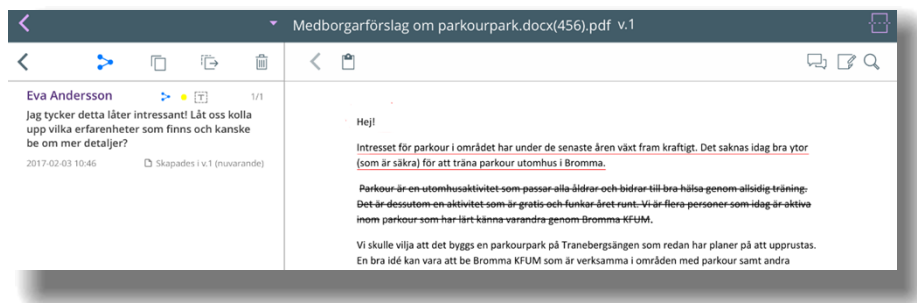 Medborgarförslag om parkourpark.docx(456).pdf v.1
Eva Andersson
T
1/1
Jag tycker detta låter intressant! Låt oss kolla
upp vilka erfarenheter som finns och kanske
be om mer detaljer?
2017-02-03 10:46
Skapades i v.1 (nuvarande)
Hej!
Intresset för parkour i området har under de senaste åren växt fram kraftigt. Det saknas idag bra ytor
(som är säkra) för att träna parkour utomhus i Bromma.
Parkour är en utomhusaktivitet som passar alla åldrar och bidrar till bra hälsa genom allsidig träning.
Det är dessutom en aktivitet som är gratis och funkar året runt. Vi är flera personer som idag är aktiva
inom parkour som har lärt känna varandra genom Bromma KFUM.
Vi skulle vilja att det byggs en parkourpark på Tranebergsängen som redan har planer på att upprustas.
En bra idé kan vara att be Bromma KFUM som är verksamma i områden med parkour samt andra